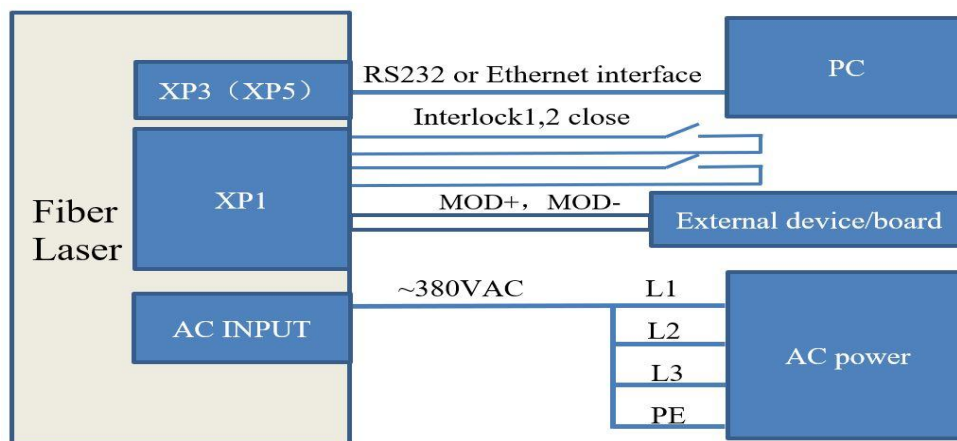 RS232 or Ethernet interface
PC
XP3（XP5）
Interlock1,2 close
XP1
MOD+，MOD-
External device/board
Fiber
Laser
~380VAC
L1
AC INPUT
L2
AC power
L3
PE